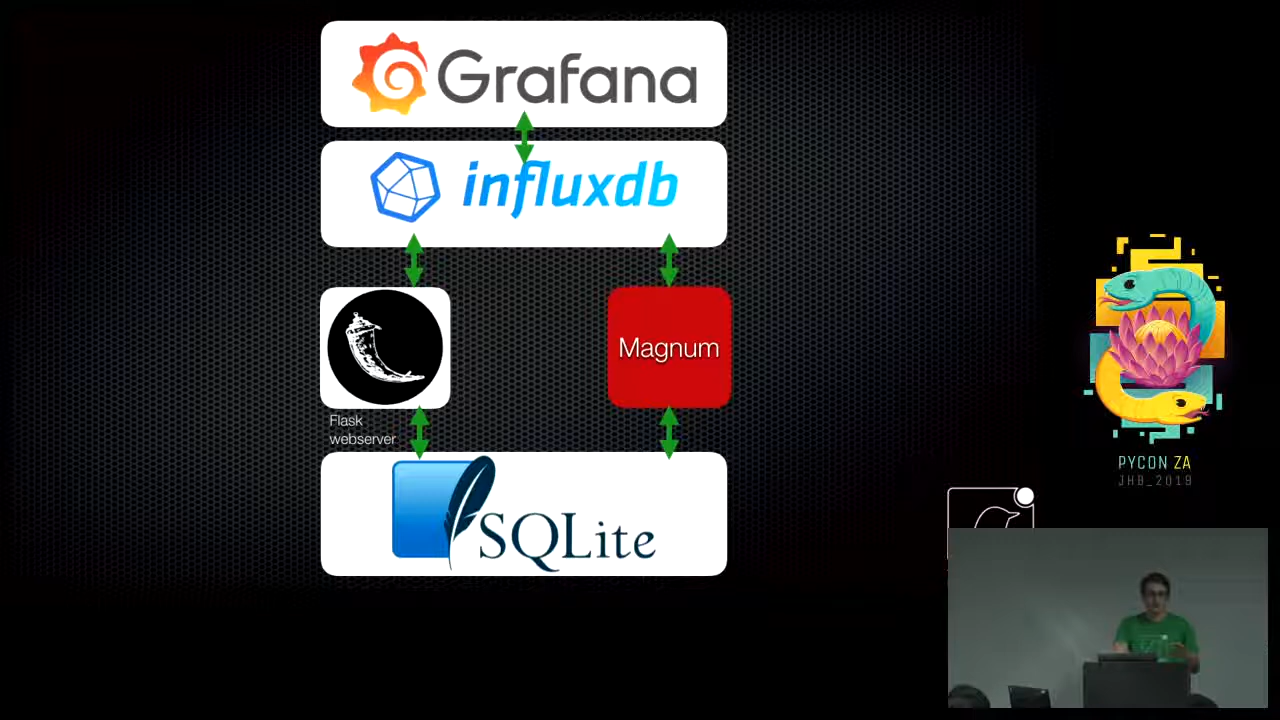 Grafana
influxdb
Magnum
Flask
webserver
SQLite
PYCON ZA
JHB_2019